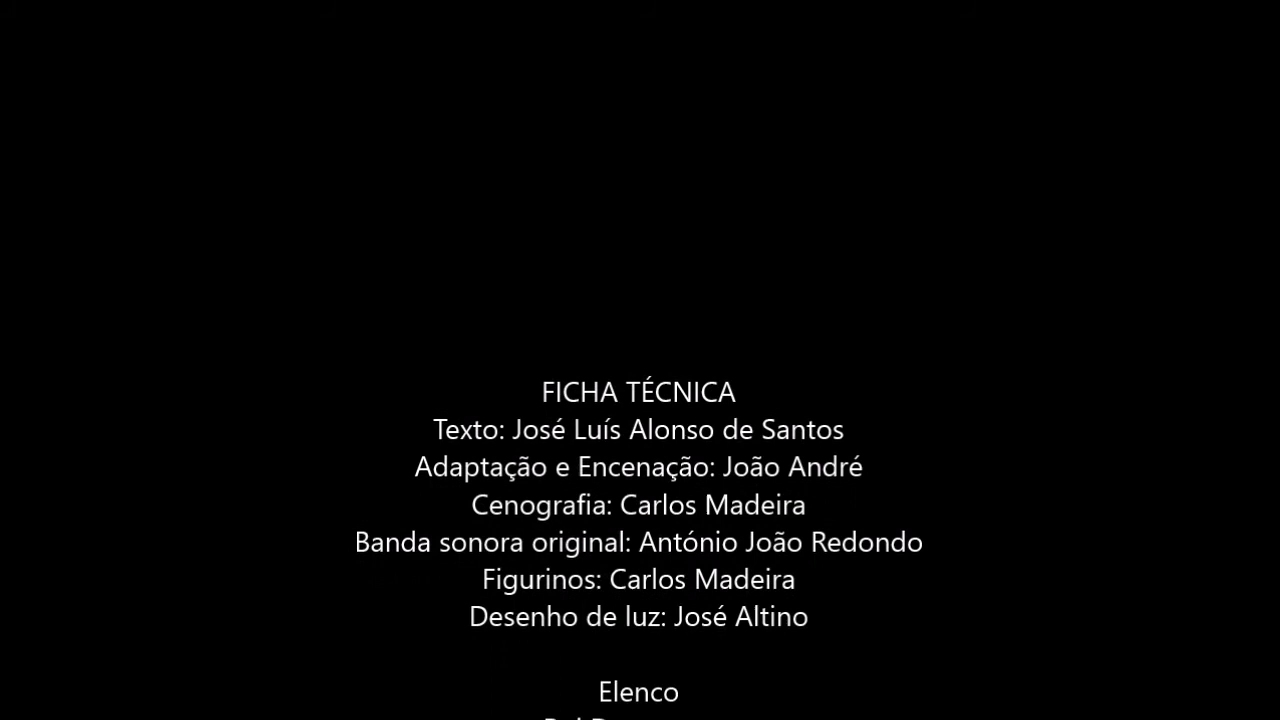 FICHA TÉCNICA
Texto: José Luís Alonso de Santos
Adaptação e Encenação: João André
Cenografia: Carlos Madeira
Banda sonora original: António João Redondo
Figurinos: Carlos Madeira
Desenho de luz: José Altino
Elenco